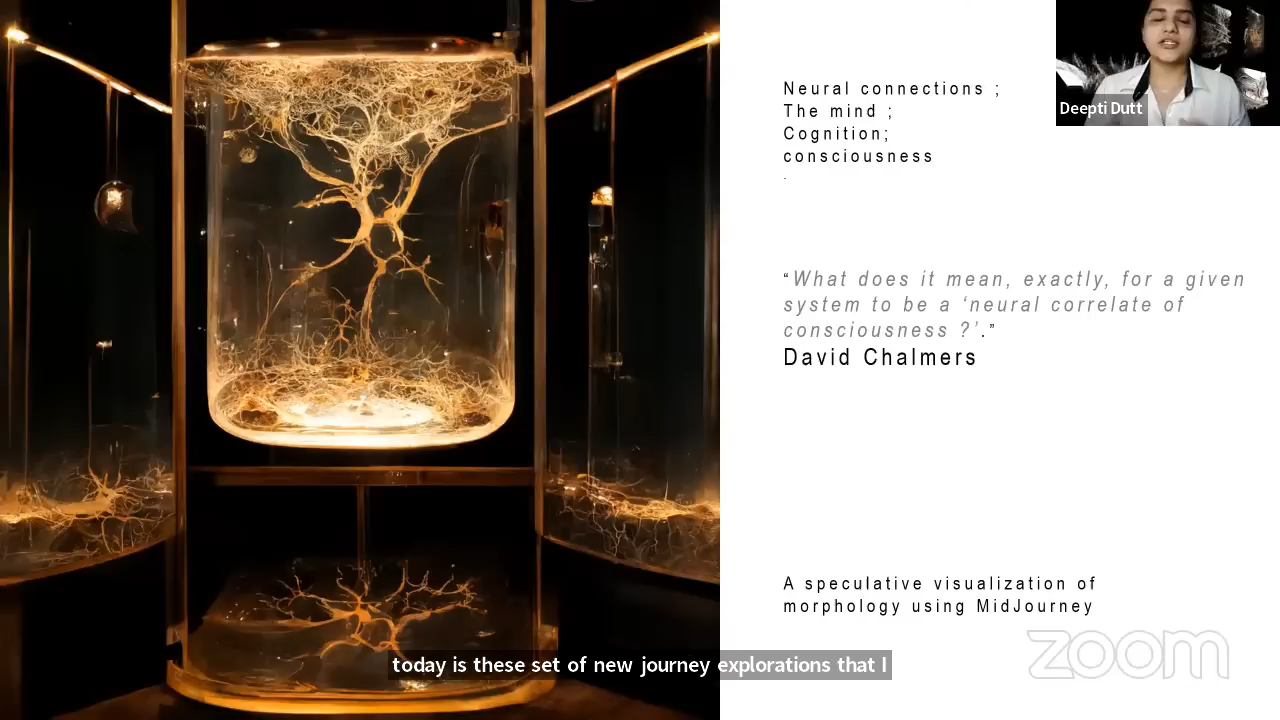 Neural connections ;
The mind ;
Cognition;
consciousness
.
“What does it mean, exactly, for a given
system to be a ‘neural correlate of
consciousness ?’.”
David Chalmers
A speculative visualization of
morphology using MidJourney
Deepti Dutt
today is these set of new journey explorations that I
zoom